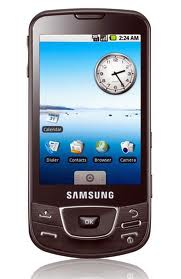 2:24 AM
Calendar
Dialer Contacts Browser Camera
SAMSUNG
OK